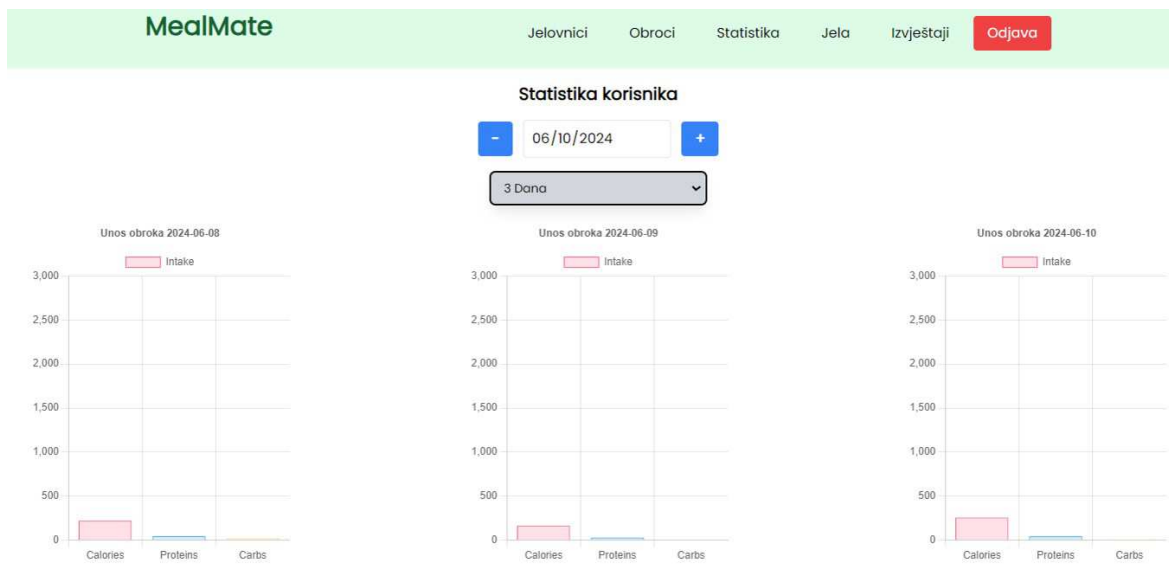 MealMate
Jelovnici Obroci Statistika Jela Izvještaji Odjava
Statistika korisnika
- 06/10/2024 +
3 Dana
Unos obroka 2024-06-08
Intake
3,000
2,500
2,000
1,500
1,000
500
0
Calories Proteins Carbs
Unos obroka 2024-06-09
Intake
3,000
2,500
2,000
1,500
1,000
500
0
Calories Proteins Carbs
Unos obroka 2024-06-10
Intake
3,000
2,500
2,000
1,500
1,000
500
0
Calories Proteins Carbs